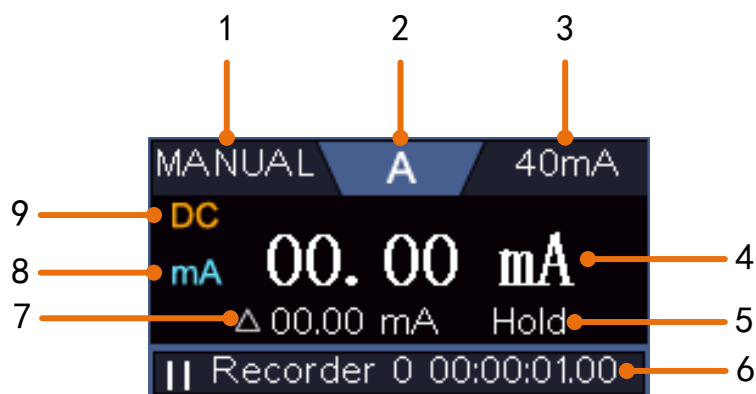 1 2 3
MANUAL A 40mA
9 DC
8 mA 00.00 mA 4
7 △ 00.00 mA Hold 5
|| Recorder 0 00:00:01.00 6